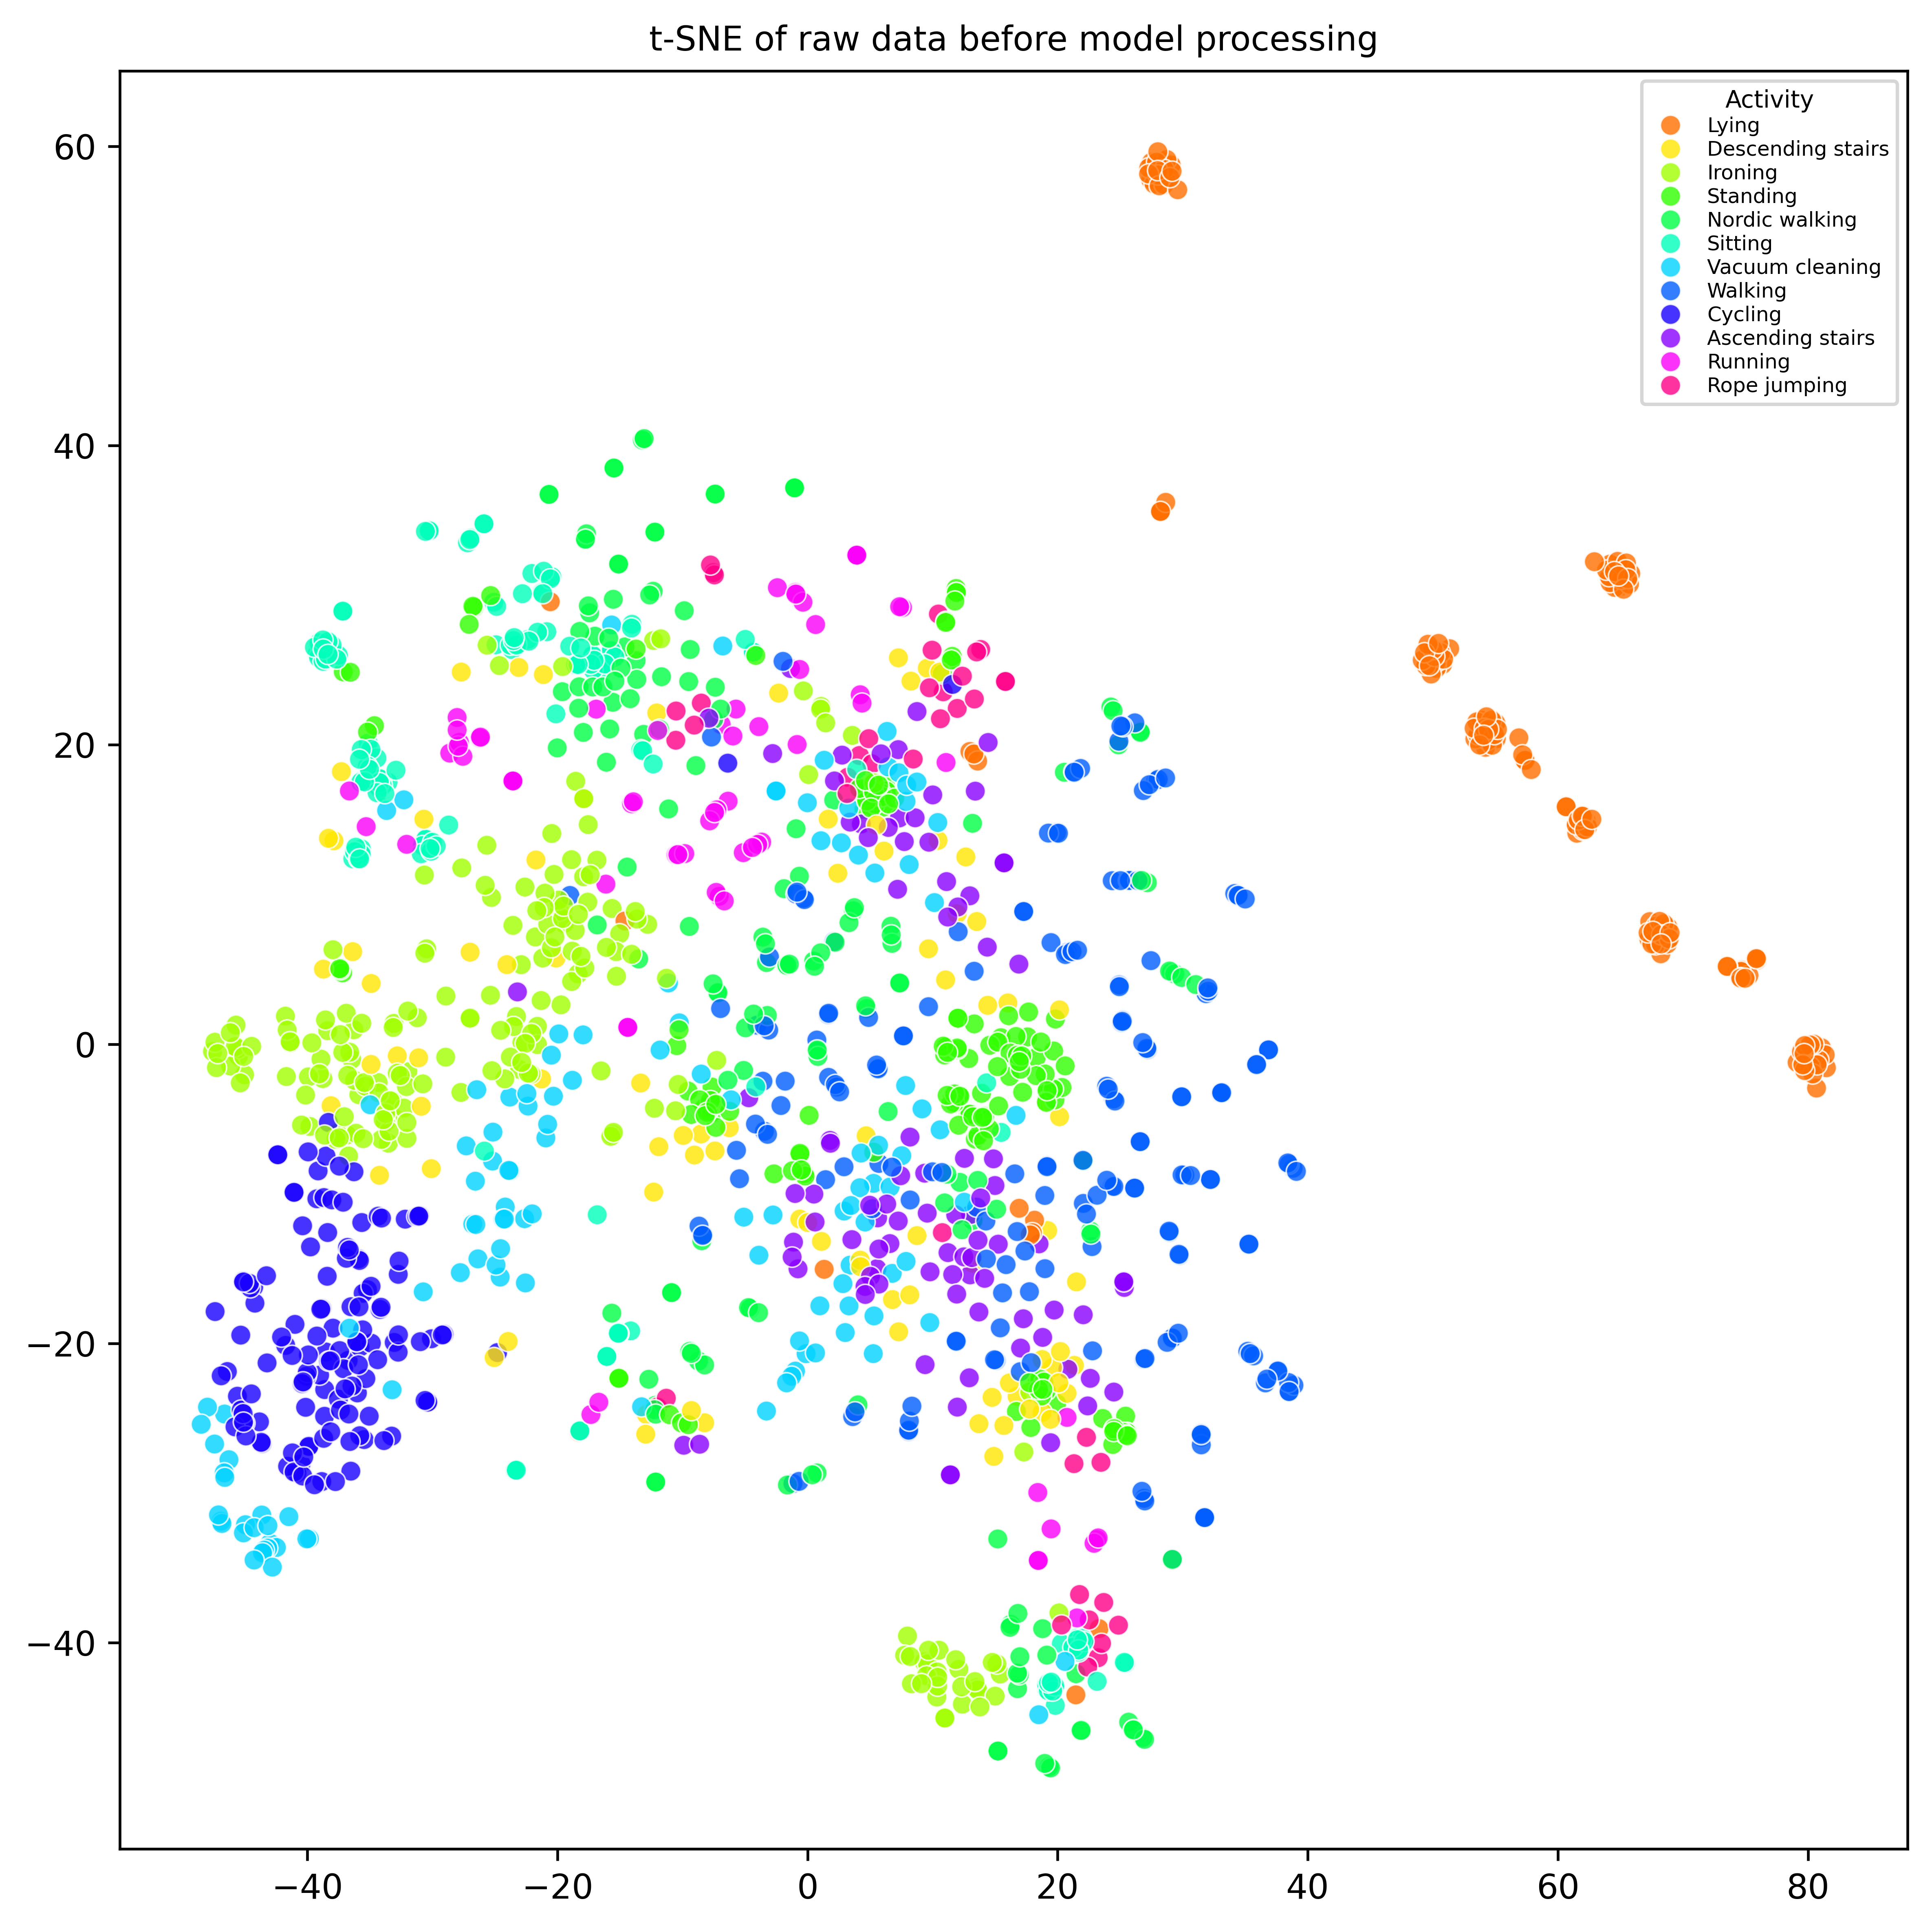 t-SNE of raw data before model processing
Activity
Lying
Descending stairs
Ironing
Standing
Nordic walking
Sitting
Vacuum cleaning
Walking
Cycling
Ascending stairs
Running
Rope jumping
60
40
20
0
−20
−40
−40
−20
0
20
40
60
80